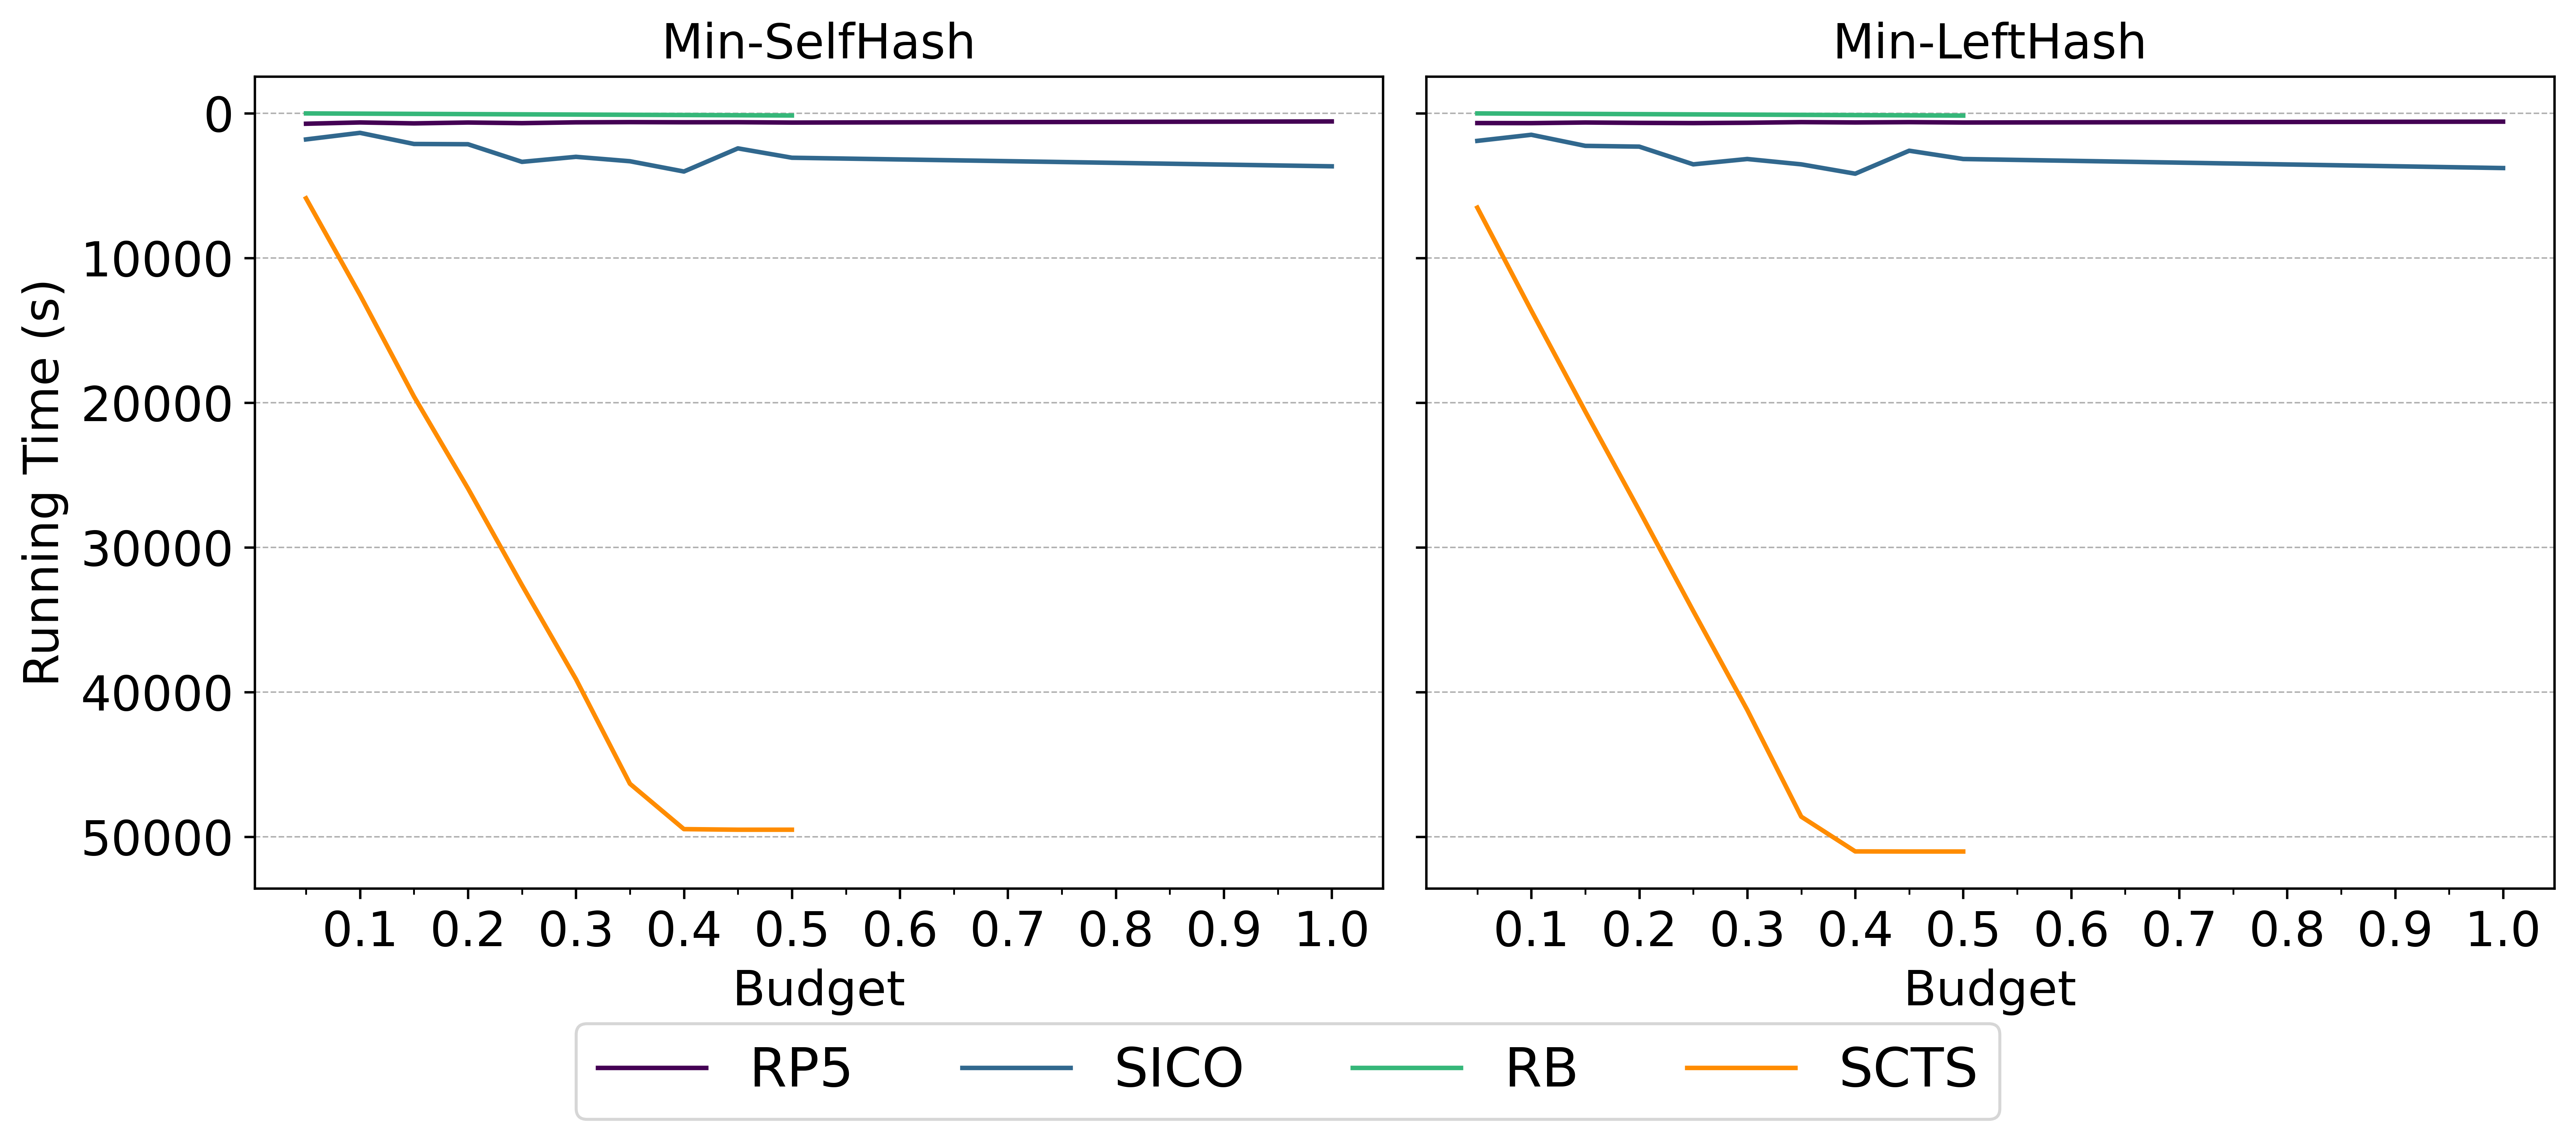 Min-SelfHash
Min-LeftHash
Running Time (s)
0
10000
20000
30000
40000
50000
0.1 0.2 0.3 0.4 0.5 0.6 0.7 0.8 0.9 1.0
0.1 0.2 0.3 0.4 0.5 0.6 0.7 0.8 0.9 1.0
Budget
Budget
RP5 SICO RB SCTS